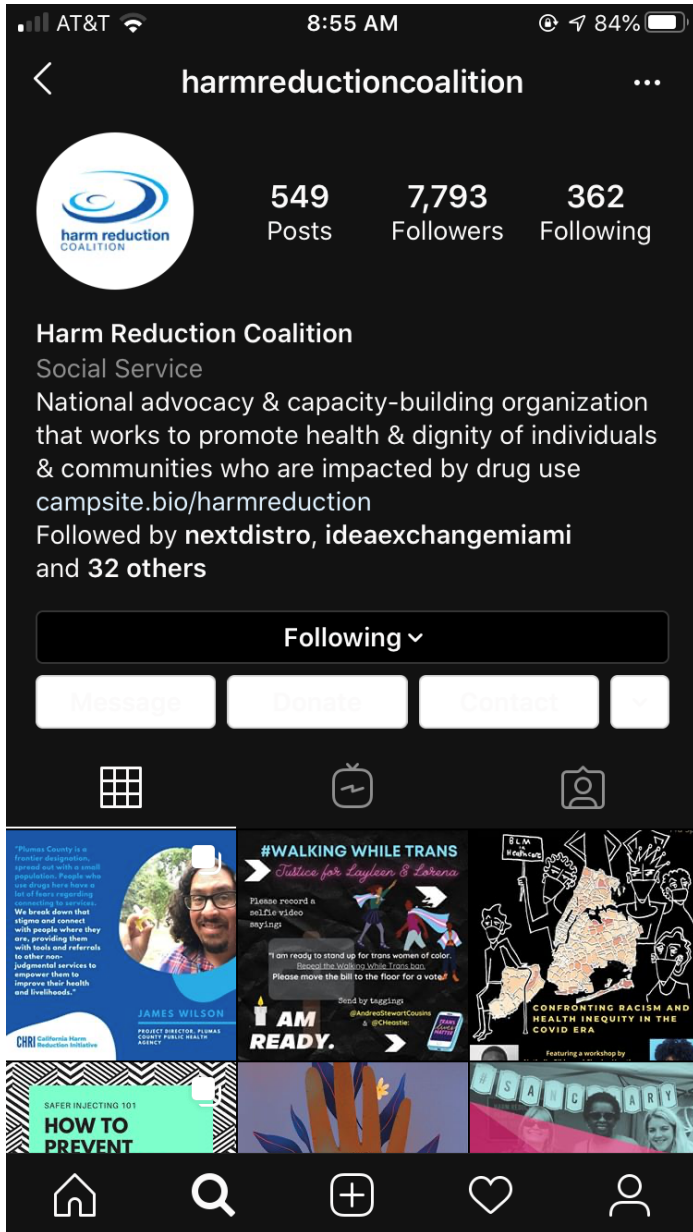 AT&T
8:55 AM
84%
harmreductioncoalition
harm reduction
COALITION
549
Posts
7,793
Followers
362
Following
Harm Reduction Coalition
Social Service
National advocacy & capacity-building organization
that works to promote health & dignity of individuals
& communities who are impacted by drug use
campsite.bio/harmreduction
Followed by nextdistro, ideaexchangemiami
and 32 others
Following
Message
Donate
Contact
"Plumas County is a
frontier designation,
spread out with a small
population. People who
use drugs here have a
lot of fears regarding
connecting to services.
We break down that
stigma and connect
with people where they
are, providing them
with tools and referrals
to other non-
judgmental services to
empower them to
improve their health
and livelihoods."
JAMES WILSON
PROJECT DIRECTOR, PLUMAS
COUNTY PUBLIC HEALTH
AGENCY
CHRI California Harm
Reduction Initiative
#WALKING WHILE TRANS
Justice for Layleen & Lorena
Please record a
selfie video
saying:
"I am ready to stand up for trans women of color.
Repeal the Walking While Trans ban.
Please move the bill to the floor for a vote."
Send by tagging:
@AndreaStewartCousins
& @CHeastie:
I AM
READY.
TRANS
lives
MATTER
BLM
in
Healthcare
CONFRONTING RACISM AND
HEALTH INEQUITY IN THE
COVID ERA
Featuring a workshop by
SAFER INJECTING 101
HOW TO
PREVENT